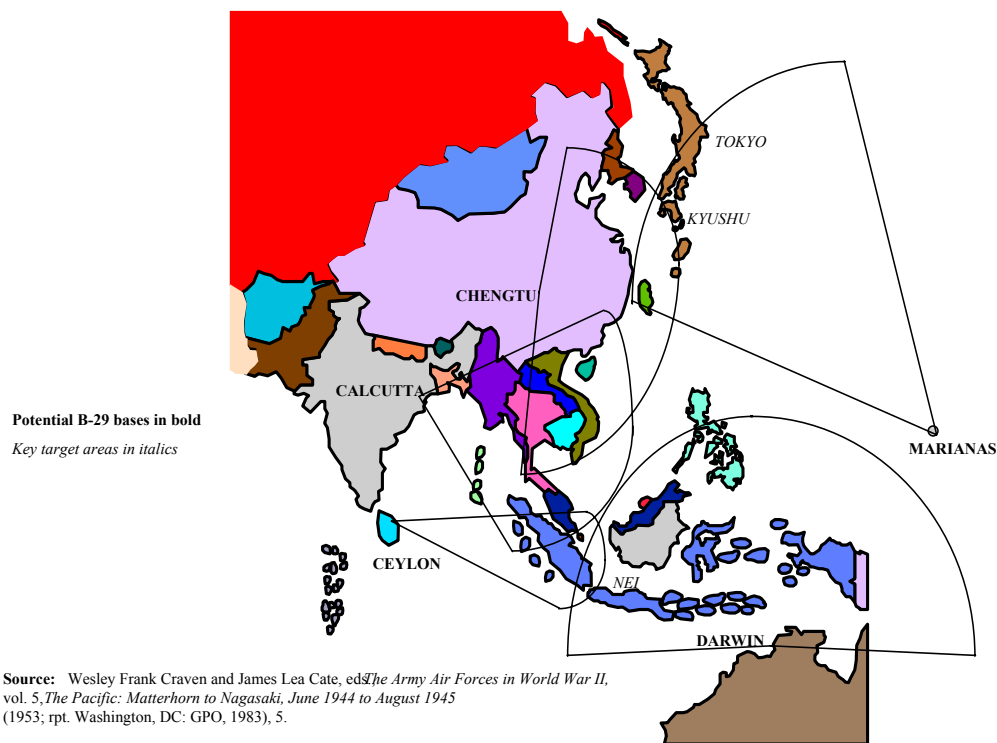 TOKYO
KYUSHU
CHENGTU
CALCUTTA
Potential B-29 bases in bold
Key target areas in italics
MARIANAS
CEYLON
NEI
DARWIN
Source: Wesley Frank Craven and James Lea Cate, eds. The Army Air Forces in World War II,
vol. 5, The Pacific: Matterhorn to Nagasaki, June 1944 to August 1945
(1953; rpt. Washington, DC: GPO, 1983), 5.